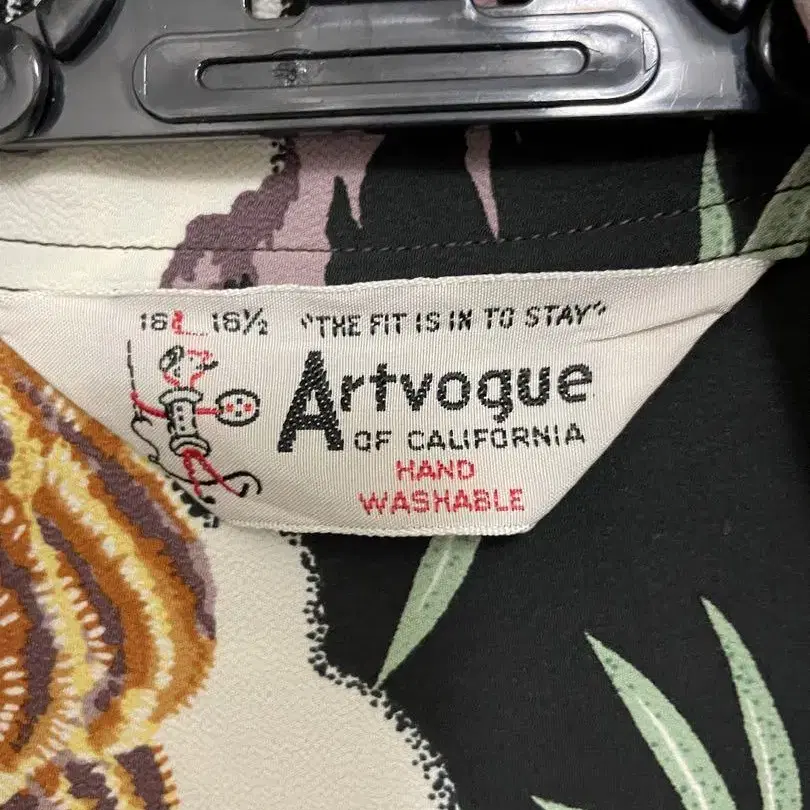 16 L 16½ "THE FIT IS IN TO STAY"
Artvogue
OF CALIFORNIA
HAND
WASHABLE